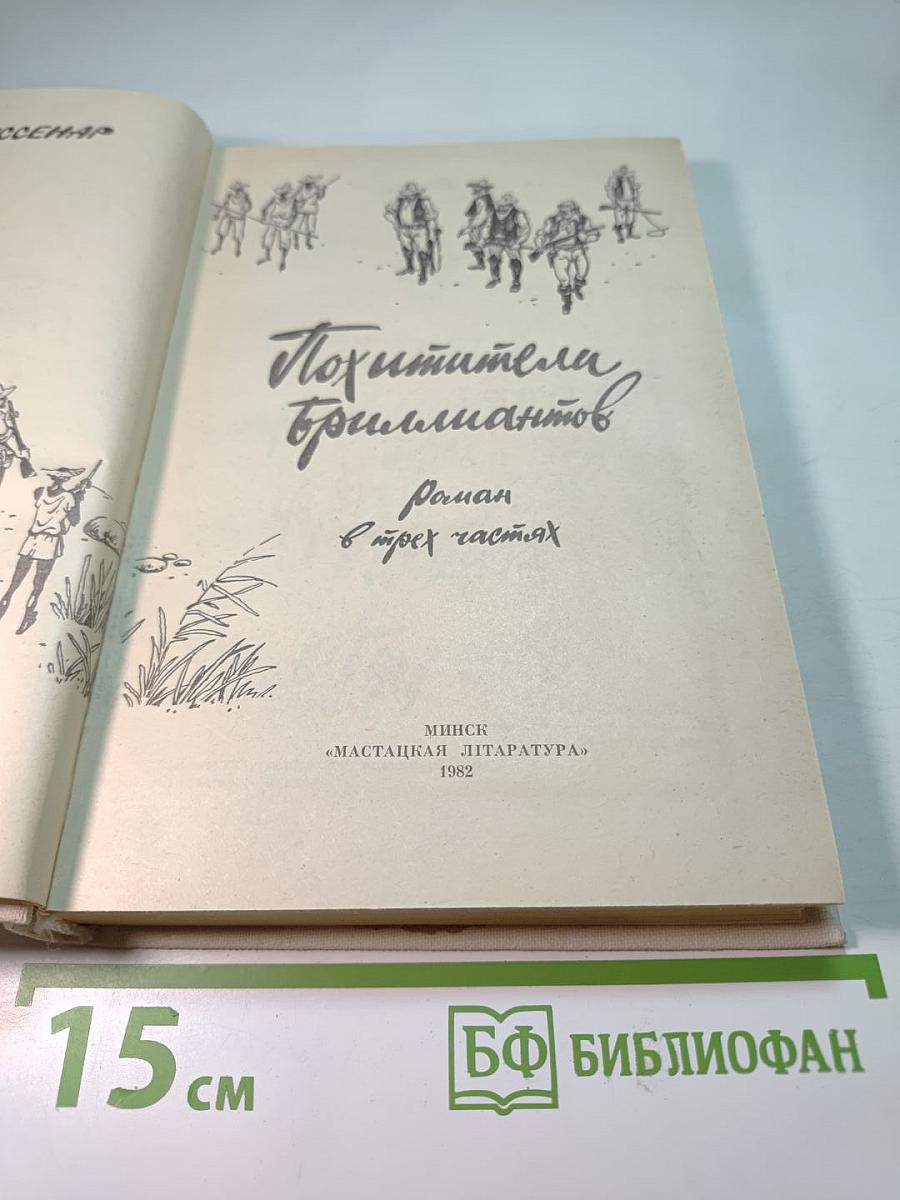 ССЕНАР
Похитители
Бриллиантов
Роман
в трех частях
МИНСК
«МАСТАЦКАЯ ЛІТАРАТУРА»
1982
15 см
БФ БИБЛИОФАН